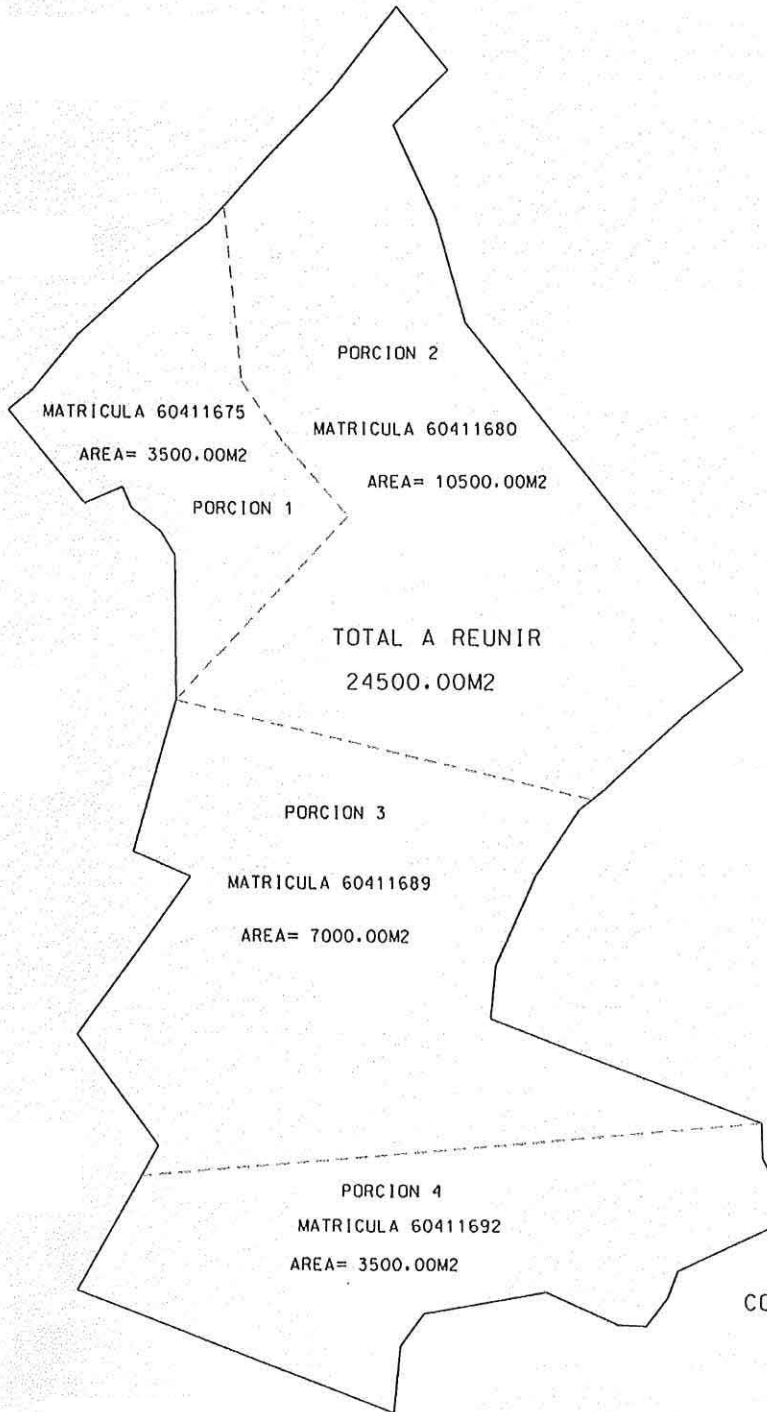 PORCION 2
MATRICULA 60411675
MATRICULA 60411680
AREA= 3500.00M2
AREA= 10500.00M2
PORCION 1
TOTAL A REUNIR
24500.00M2
PORCION 3
MATRICULA 60411689
AREA= 7000.00M2
PORCION 4
MATRICULA 60411692
AREA= 3500.00M2